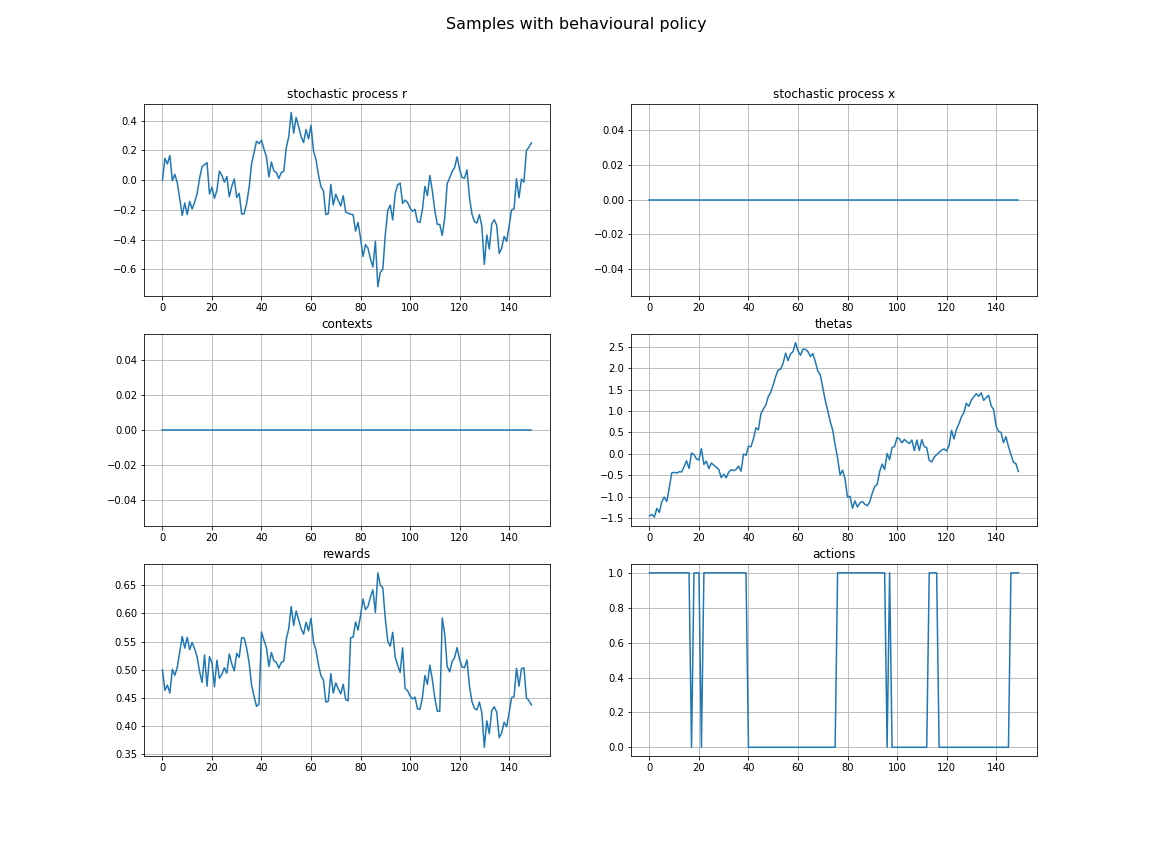 Samples with behavioural policy
stochastic process r
0.4
0.2
0.0
−0.2
−0.4
−0.6
0 20 40 60 80 100 120 140
stochastic process x
0.04
0.02
0.00
−0.02
−0.04
0 20 40 60 80 100 120 140
contexts
0.04
0.02
0.00
−0.02
−0.04
0 20 40 60 80 100 120 140
thetas
2.5
2.0
1.5
1.0
0.5
0.0
−0.5
−1.0
−1.5
0 20 40 60 80 100 120 140
rewards
0.65
0.60
0.55
0.50
0.45
0.40
0.35
0 20 40 60 80 100 120 140
actions
1.0
0.8
0.6
0.4
0.2
0.0
0 20 40 60 80 100 120 140